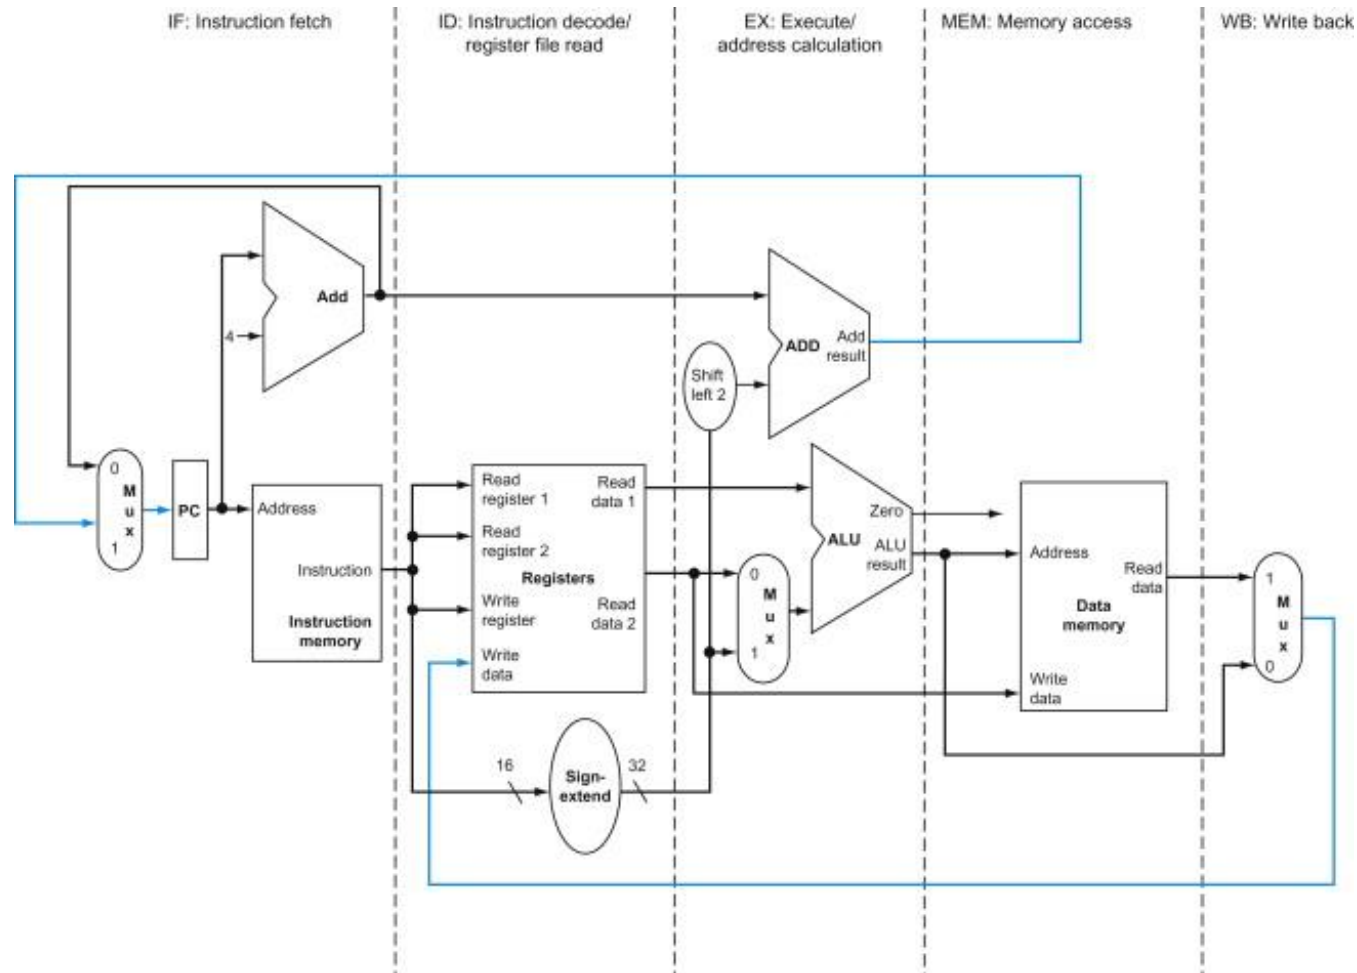 IF: Instruction fetch
ID: Instruction decode/
register file read
EX: Execute/
address calculation
MEM: Memory access
WB: Write back
Add
4
ADD
Add
result
Shift
left 2
0
M
u
x
1
PC
Address
Instruction
Instruction
memory
Read
register 1
Read
register 2
Write
register
Write
data
Registers
Read
data 1
Read
data 2
16
Sign-
extend
32
0
M
u
x
1
Zero
ALU
ALU
result
Address
Write
data
Data
memory
Read
data
1
M
u
x
0